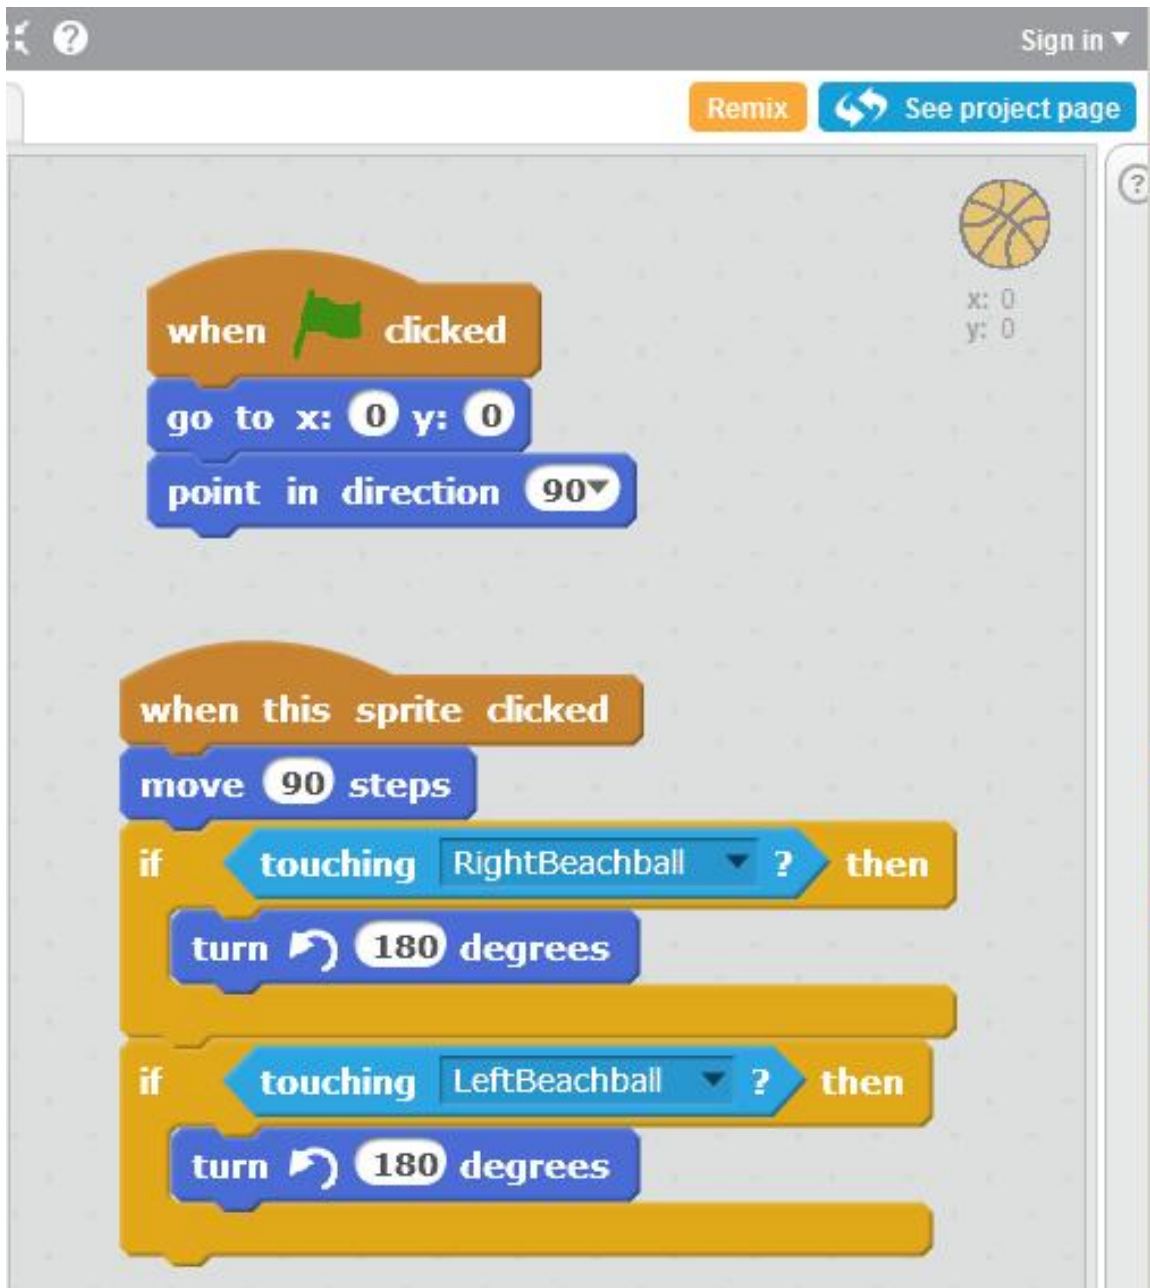 ? Sign in
Remix See project page
?
x: 0
y: 0
when clicked
go to x: 0 y: 0
point in direction 90
when this sprite clicked
move 90 steps
if touching RightBeachball ? then
turn 180 degrees
if touching LeftBeachball ? then
turn 180 degrees